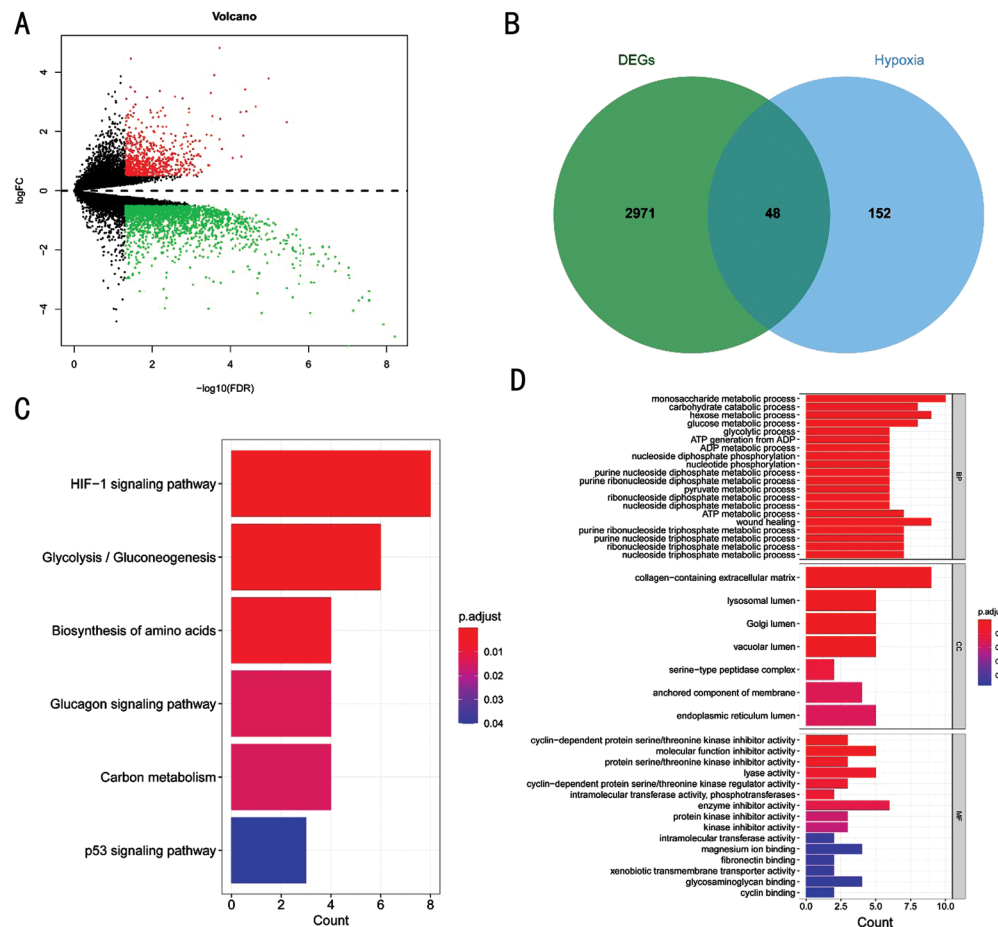 A
Volcano
logFC
4
2
0
−2
−4
0
2
4
6
8
−log10(FDR)
B
DEGs
Hypoxia
2971
48
152
C
HIF−1 signaling pathway
Glycolysis / Gluconeogenesis
Biosynthesis of amino acids
Glucagon signaling pathway
Carbon metabolism
p53 signaling pathway
0
2
4
6
8
Count
p.adjust
0.01
0.02
0.03
0.04
D
monosaccharide metabolic process
carbohydrate catabolic process
hexose metabolic process
glucose metabolic process
glycolytic process
ATP generation from ADP
ADP metabolic process
nucleoside diphosphate phosphorylation
nucleotide phosphorylation
purine nucleoside diphosphate metabolic process
purine ribonucleoside diphosphate metabolic process
pyruvate metabolic process
ribonucleoside diphosphate metabolic process
nucleoside diphosphate metabolic process
ATP metabolic process
wound healing
purine ribonucleoside triphosphate metabolic process
purine nucleoside triphosphate metabolic process
ribonucleoside triphosphate metabolic process
nucleoside triphosphate metabolic process
BP
collagen−containing extracellular matrix
lysosomal lumen
Golgi lumen
vacuolar lumen
serine−type peptidase complex
anchored component of membrane
endoplasmic reticulum lumen
CC
cyclin−dependent protein serine/threonine kinase inhibitor activity
molecular function inhibitor activity
protein serine/threonine kinase inhibitor activity
lyase activity
cyclin−dependent protein serine/threonine kinase regulator activity
intramolecular transferase activity, phosphotransferases
enzyme inhibitor activity
protein kinase inhibitor activity
kinase inhibitor activity
intramolecular transferase activity
magnesium ion binding
fibronectin binding
xenobiotic transmembrane transporter activity
glycosaminoglycan binding
cyclin binding
MF
0.0
2.5
5.0
7.5
10.0
Count
p.adj